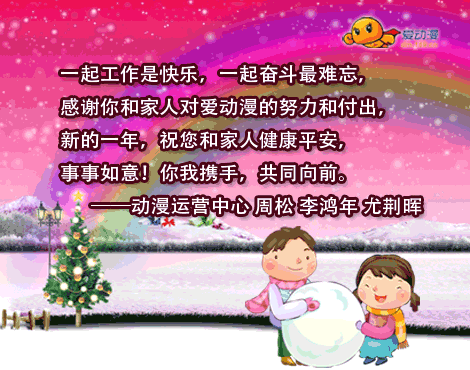 爱动漫
一起工作是快乐，一起奋斗最难忘，
感谢你和家人对爱动漫的努力和付出，
新的一年，祝您和家人健康平安，
事事如意！你我携手，共同向前。
——动漫运营中心 周松 李鸿年 尤荆晖